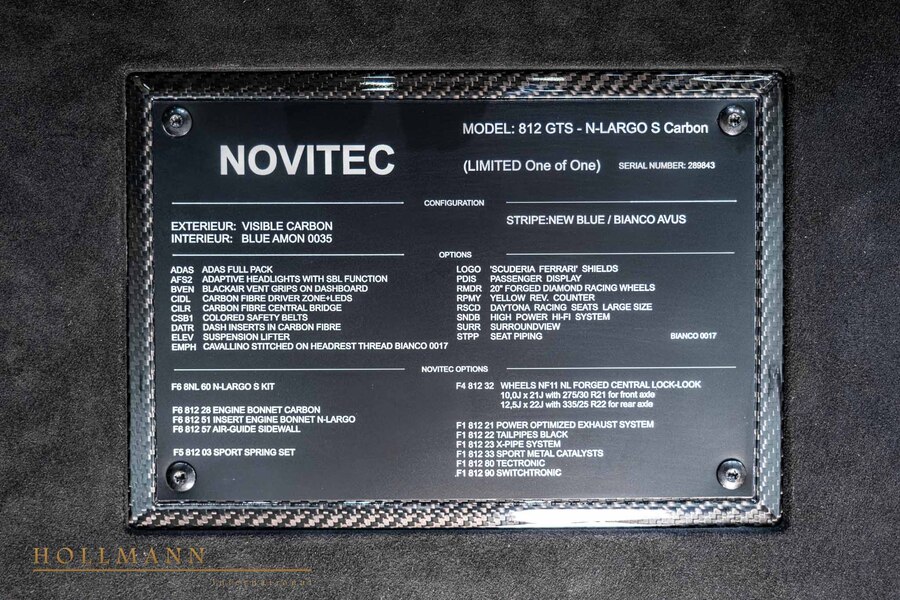 MODEL: 812 GTS - N-LARGO S Carbon
NOVITEC
(LIMITED One of One) SERIAL NUMBER: 289843
CONFIGURATION
EXTERIEUR: VISIBLE CARBON
INTERIEUR: BLUE AMON 0035
STRIPE:NEW BLUE / BIANCO AVUS
OPTIONS
ADAS ADAS FULL PACK
AFS2 ADAPTIVE HEADLIGHTS WITH SBL FUNCTION
BVEN BLACKAIR VENT GRIPS ON DASHBOARD
CIDL CARBON FIBRE DRIVER ZONE+LEDS
CILR CARBON FIBRE CENTRAL BRIDGE
CSB1 COLORED SAFETY BELTS
DATR DASH INSERTS IN CARBON FIBRE
ELEV SUSPENSION LIFTER
EMPH CAVALLINO STITCHED ON HEADREST THREAD BIANCO 0017
LOGO 'SCUDERIA FERRARI' SHIELDS
PDIS PASSENGER DISPLAY
RMDR 20" FORGED DIAMOND RACING WHEELS
RPMY YELLOW REV. COUNTER
RSCD DAYTONA RACING SEATS LARGE SIZE
SNDB HIGH POWER HI-FI SYSTEM
SURR SURROUNDVIEW
STPP SEAT PIPING BIANCO 0017
NOVITEC OPTIONS
F6 8NL 60 N-LARGO S KIT
F6 812 28 ENGINE BONNET CARBON
F6 812 51 INSERT ENGINE BONNET N-LARGO
F6 812 57 AIR-GUIDE SIDEWALL
F5 812 03 SPORT SPRING SET
F4 812 32 WHEELS NF11 NL FORGED CENTRAL LOCK-LOOK
10,0J x 21J with 275/30 R21 for front axle
12,5J x 22J with 335/25 R22 for rear axle
F1 812 21 POWER OPTIMIZED EXHAUST SYSTEM
F1 812 22 TAILPIPES BLACK
F1 812 23 X-PIPE SYSTEM
F1 812 33 SPORT METAL CATALYSTS
F1 812 80 TECTRONIC
F1 812 90 SWITCHTRONIC
HOLLMANN